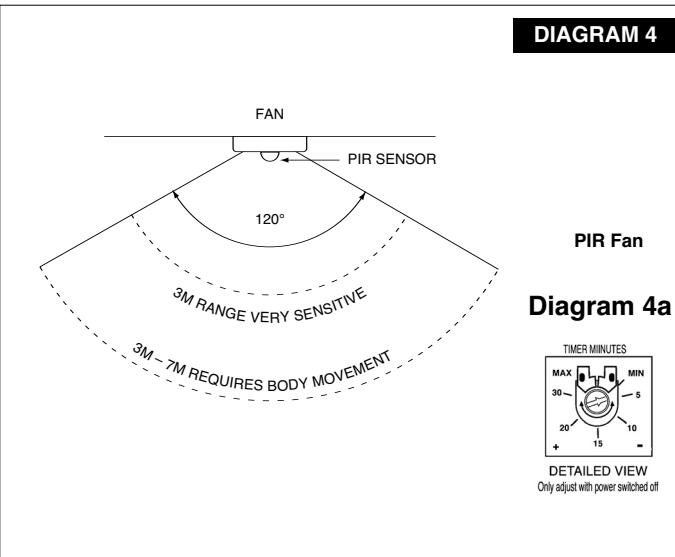 DIAGRAM 4
FAN
PIR SENSOR
120°
3M RANGE VERY SENSITIVE
3M – 7M REQUIRES BODY MOVEMENT
PIR Fan
Diagram 4a
TIMER MIINUTES
MAX MIN
30 5
20 10
15
+ -
DETAILED VIEW
Only adjust with power switched off